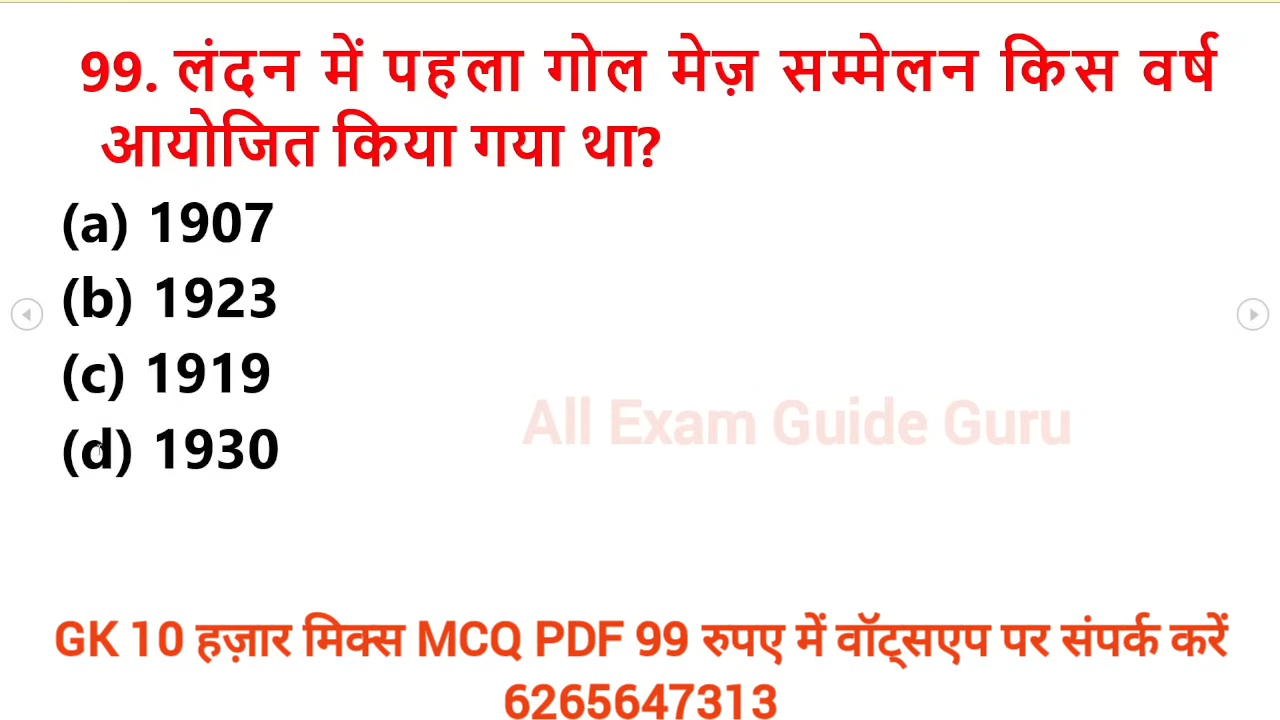 99. लंदन में पहला गोल मेज़ सम्मेलन किस वर्ष
आयोजित किया गया था?
(a) 1907
(b) 1923
(c) 1919
(d) 1930
All Exam Guide Guru
GK 10 हज़ार मिक्स MCQ PDF 99 रुपए में वॉट्सएप पर संपर्क करें
6265647313